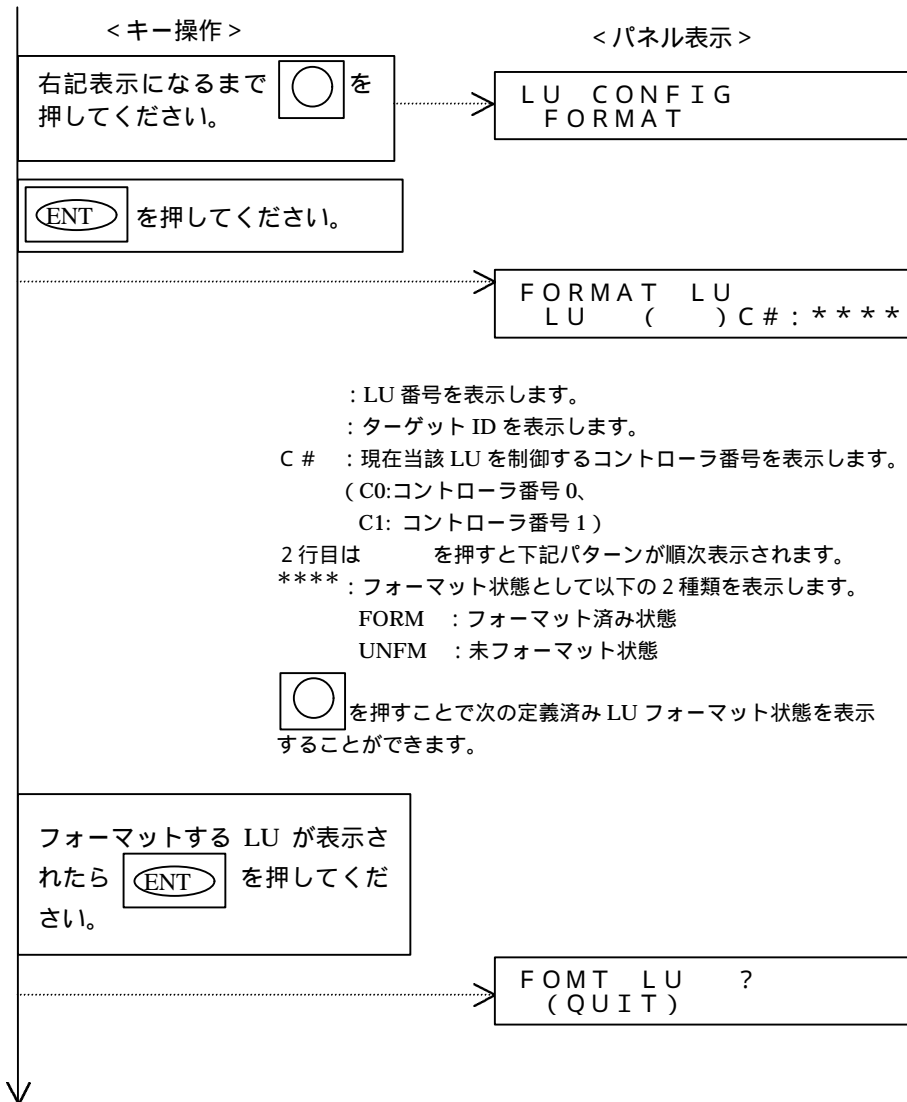 ＜キー操作＞
＜パネル表示＞
右記表示になるまで ◯ を
押してください。
ＬＵ　ＣＯＮＦＩＧ
ＦＯＲＭＡＴ
ENT を押してください。
ＦＯＲＭＡＴ　ＬＵ
ＬＵ　（　　）Ｃ＃：＊＊＊＊
：LU 番号を表示します。
：ターゲット ID を表示します。
Ｃ＃　：現在当該 LU を制御するコントローラ番号を表示します。
（C0:コントローラ番号 0、
C1: コントローラ番号 1）
２行目は　　　を押すと下記パターンが順次表示されます。
****：フォーマット状態として以下の 2 種類を表示します。
FORM　：フォーマット済み状態
UNFM　：未フォーマット状態
◯ を押すことで次の定義済み LU フォーマット状態を表示
することができます。
フォーマットする LU が表示さ
れたら ENT を押してくだ
さい。
ＦＯＭＴ　ＬＵ　？
（ＱＵＩＴ）